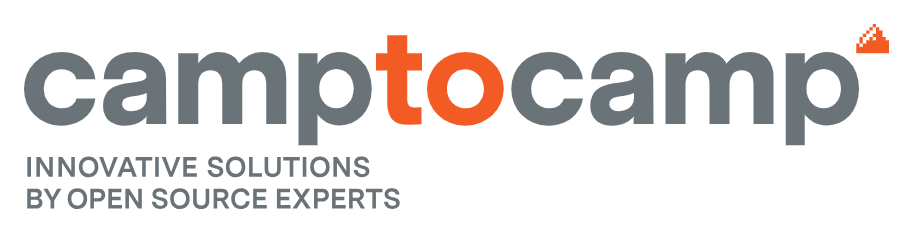 camptocamp
INNOVATIVE SOLUTIONS
BY OPEN SOURCE EXPERTS